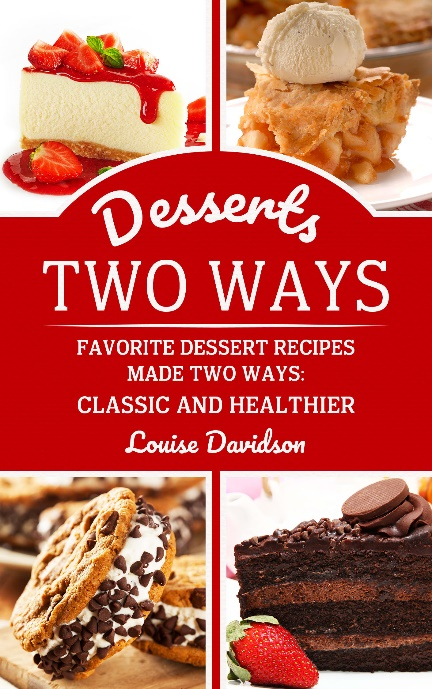 Desserts
TWO WAYS
FAVORITE DESSERT RECIPES
MADE TWO WAYS:
CLASSIC AND HEALTHIER
Louise Davidson